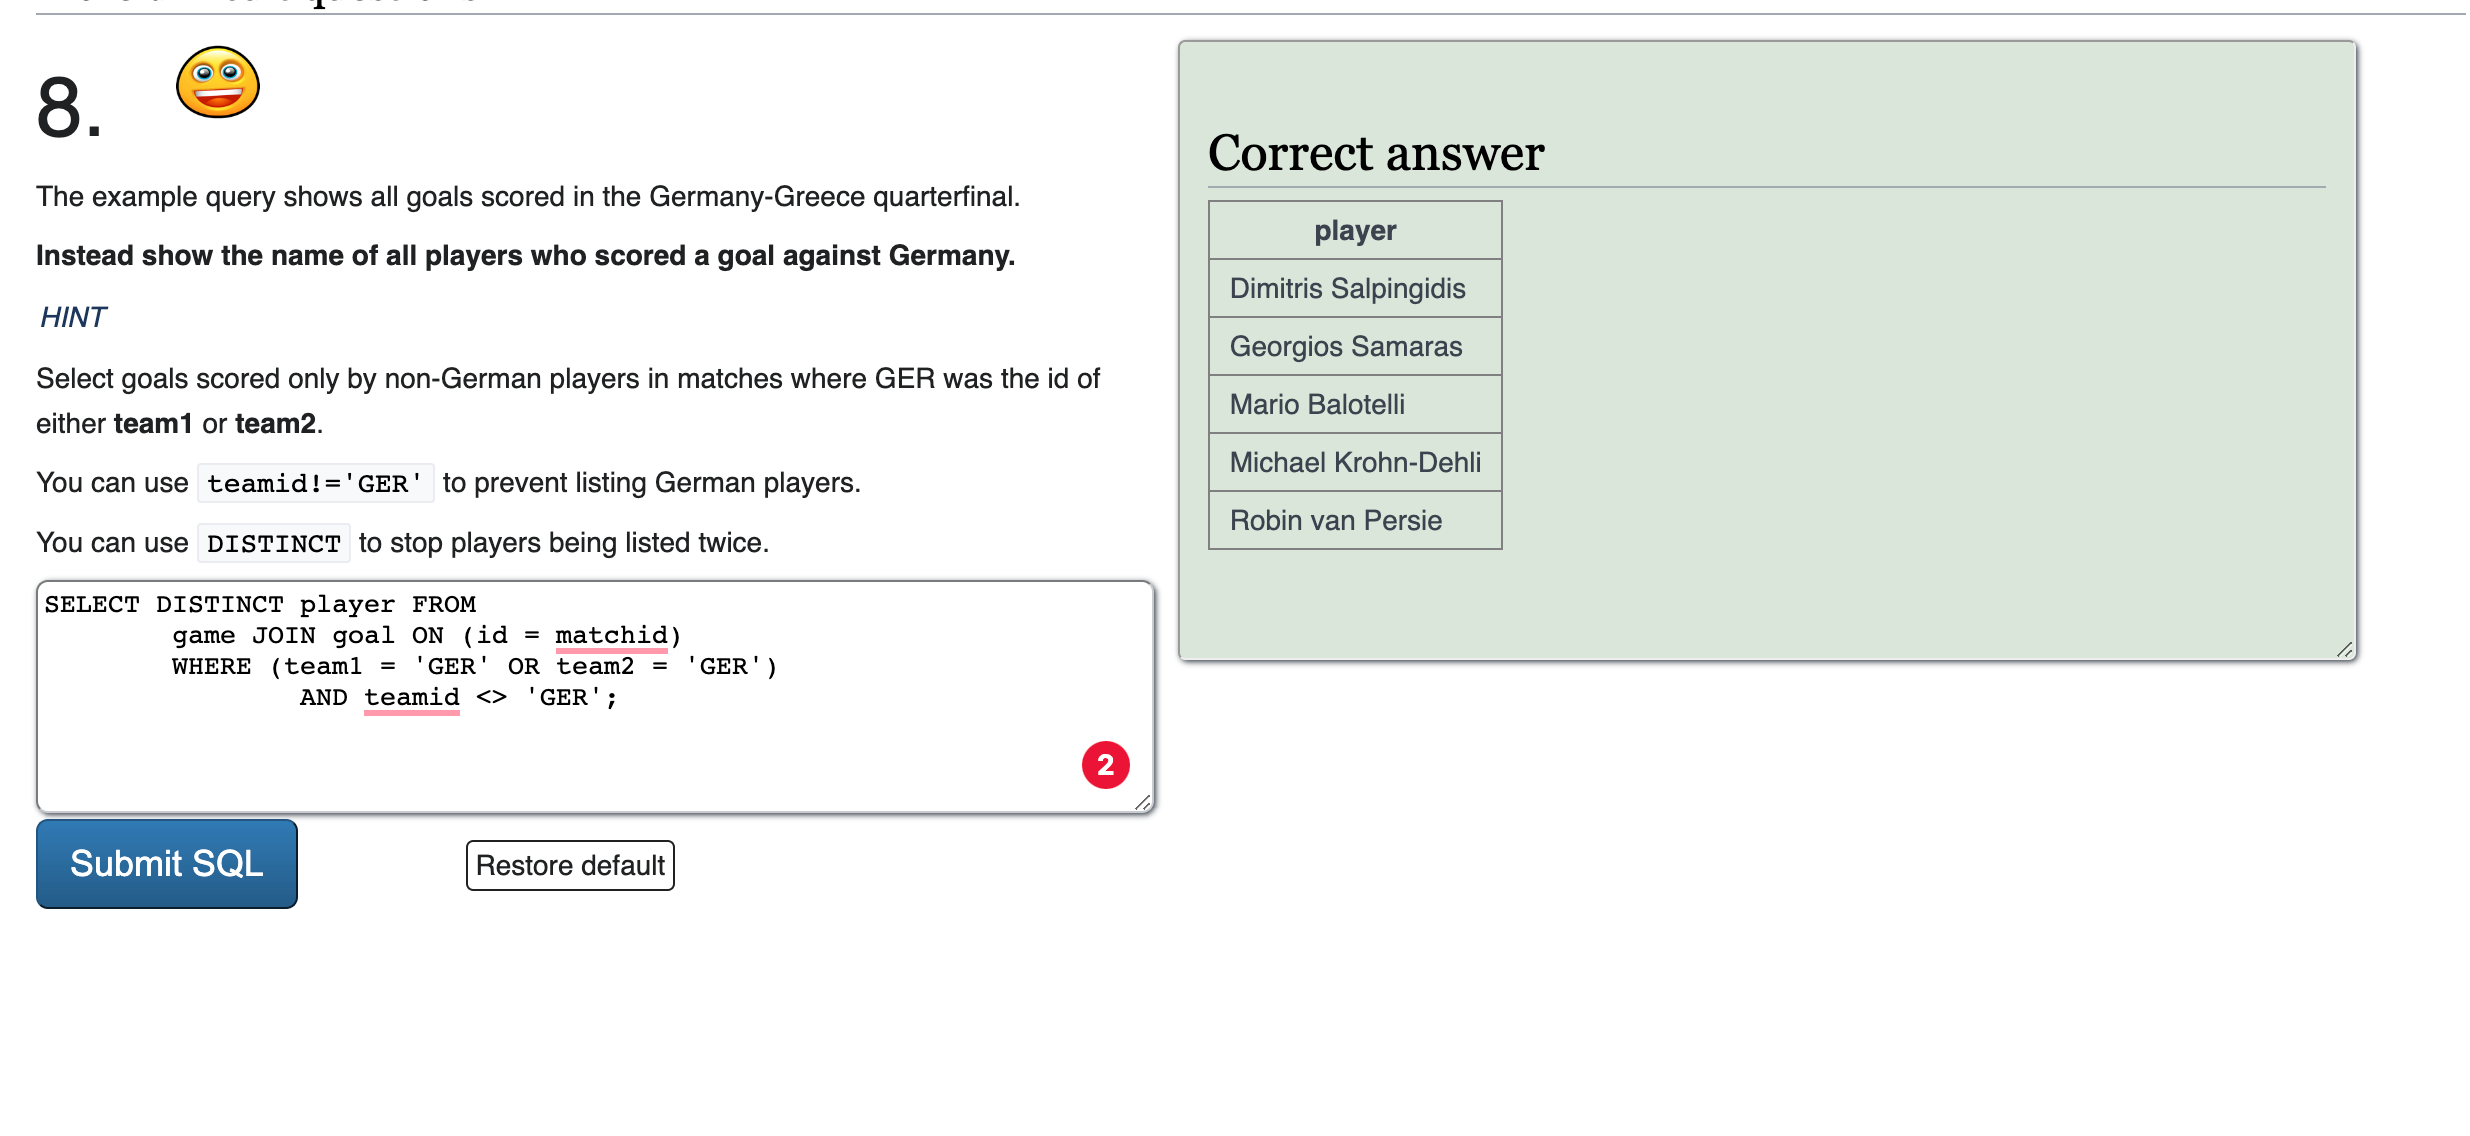 8.
The example query shows all goals scored in the Germany-Greece quarterfinal.
Instead show the name of all players who scored a goal against Germany.
HINT
Select goals scored only by non-German players in matches where GER was the id of
either team1 or team2.
You can use teamid!='GER' to prevent listing German players.
You can use DISTINCT to stop players being listed twice.
SELECT DISTINCT player FROM
game JOIN goal ON (id = matchid)
WHERE (team1 = 'GER' OR team2 = 'GER')
AND teamid <> 'GER';
2
Submit SQL
Restore default
Correct answer
player
Dimitris Salpingidis
Georgios Samaras
Mario Balotelli
Michael Krohn-Dehli
Robin van Persie